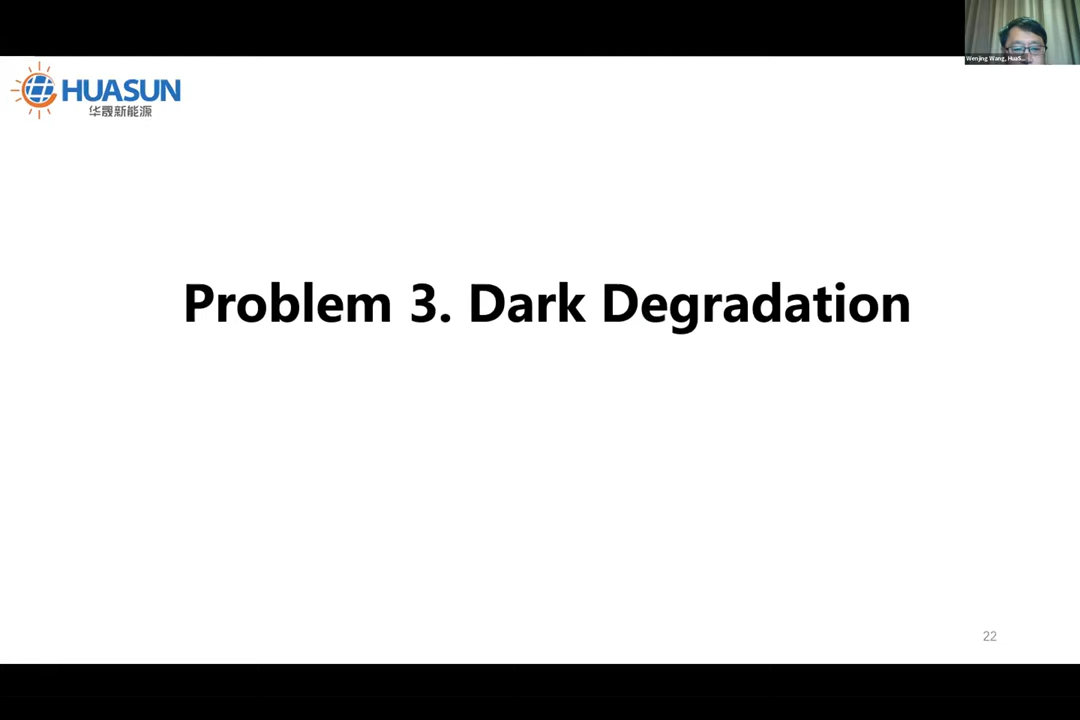 Wenjing Wang, HuaS...
HUASUN
华晟新能源
Problem 3. Dark Degradation
22